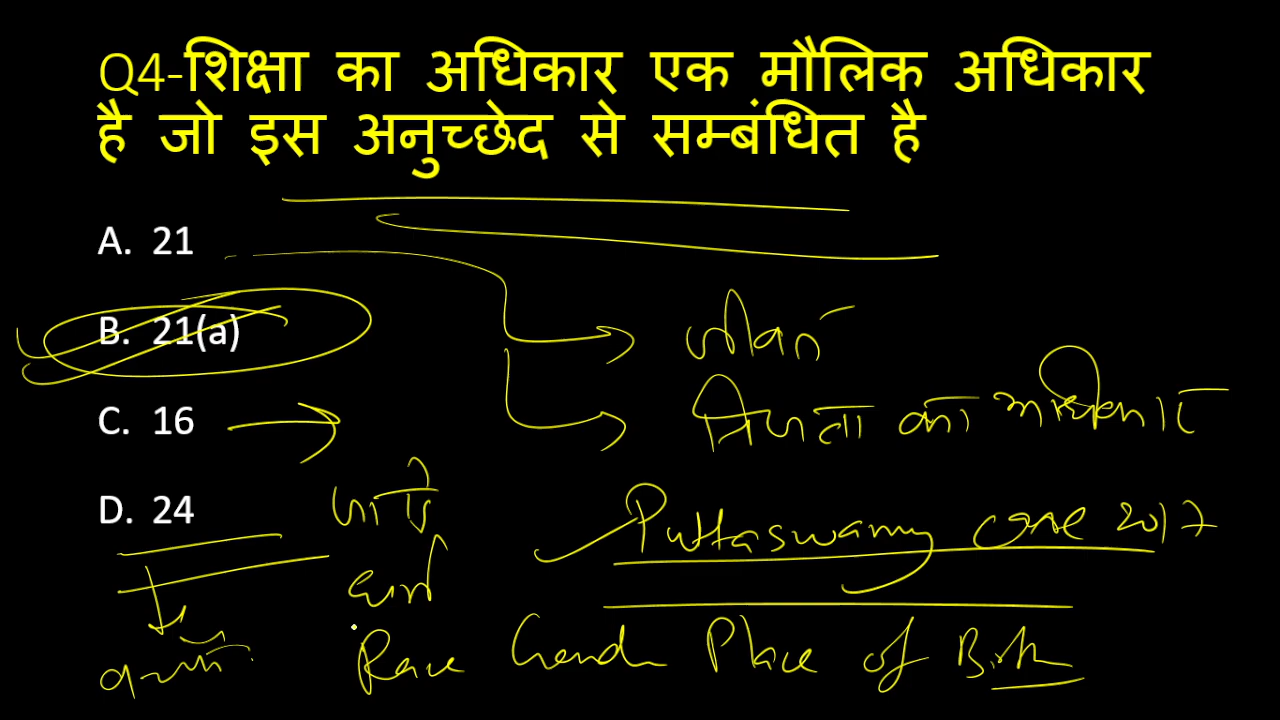 Q4-शिक्षा का अधिकार एक मौलिक अधिकार
है जो इस अनुच्छेद से सम्बंधित है
A. 21
B. 21(a)
जीवन
C. 16
निजता का अधिकार
D. 24
जाति
Puttaswamy case 2017
धर्म
Race Gender Place of Birth